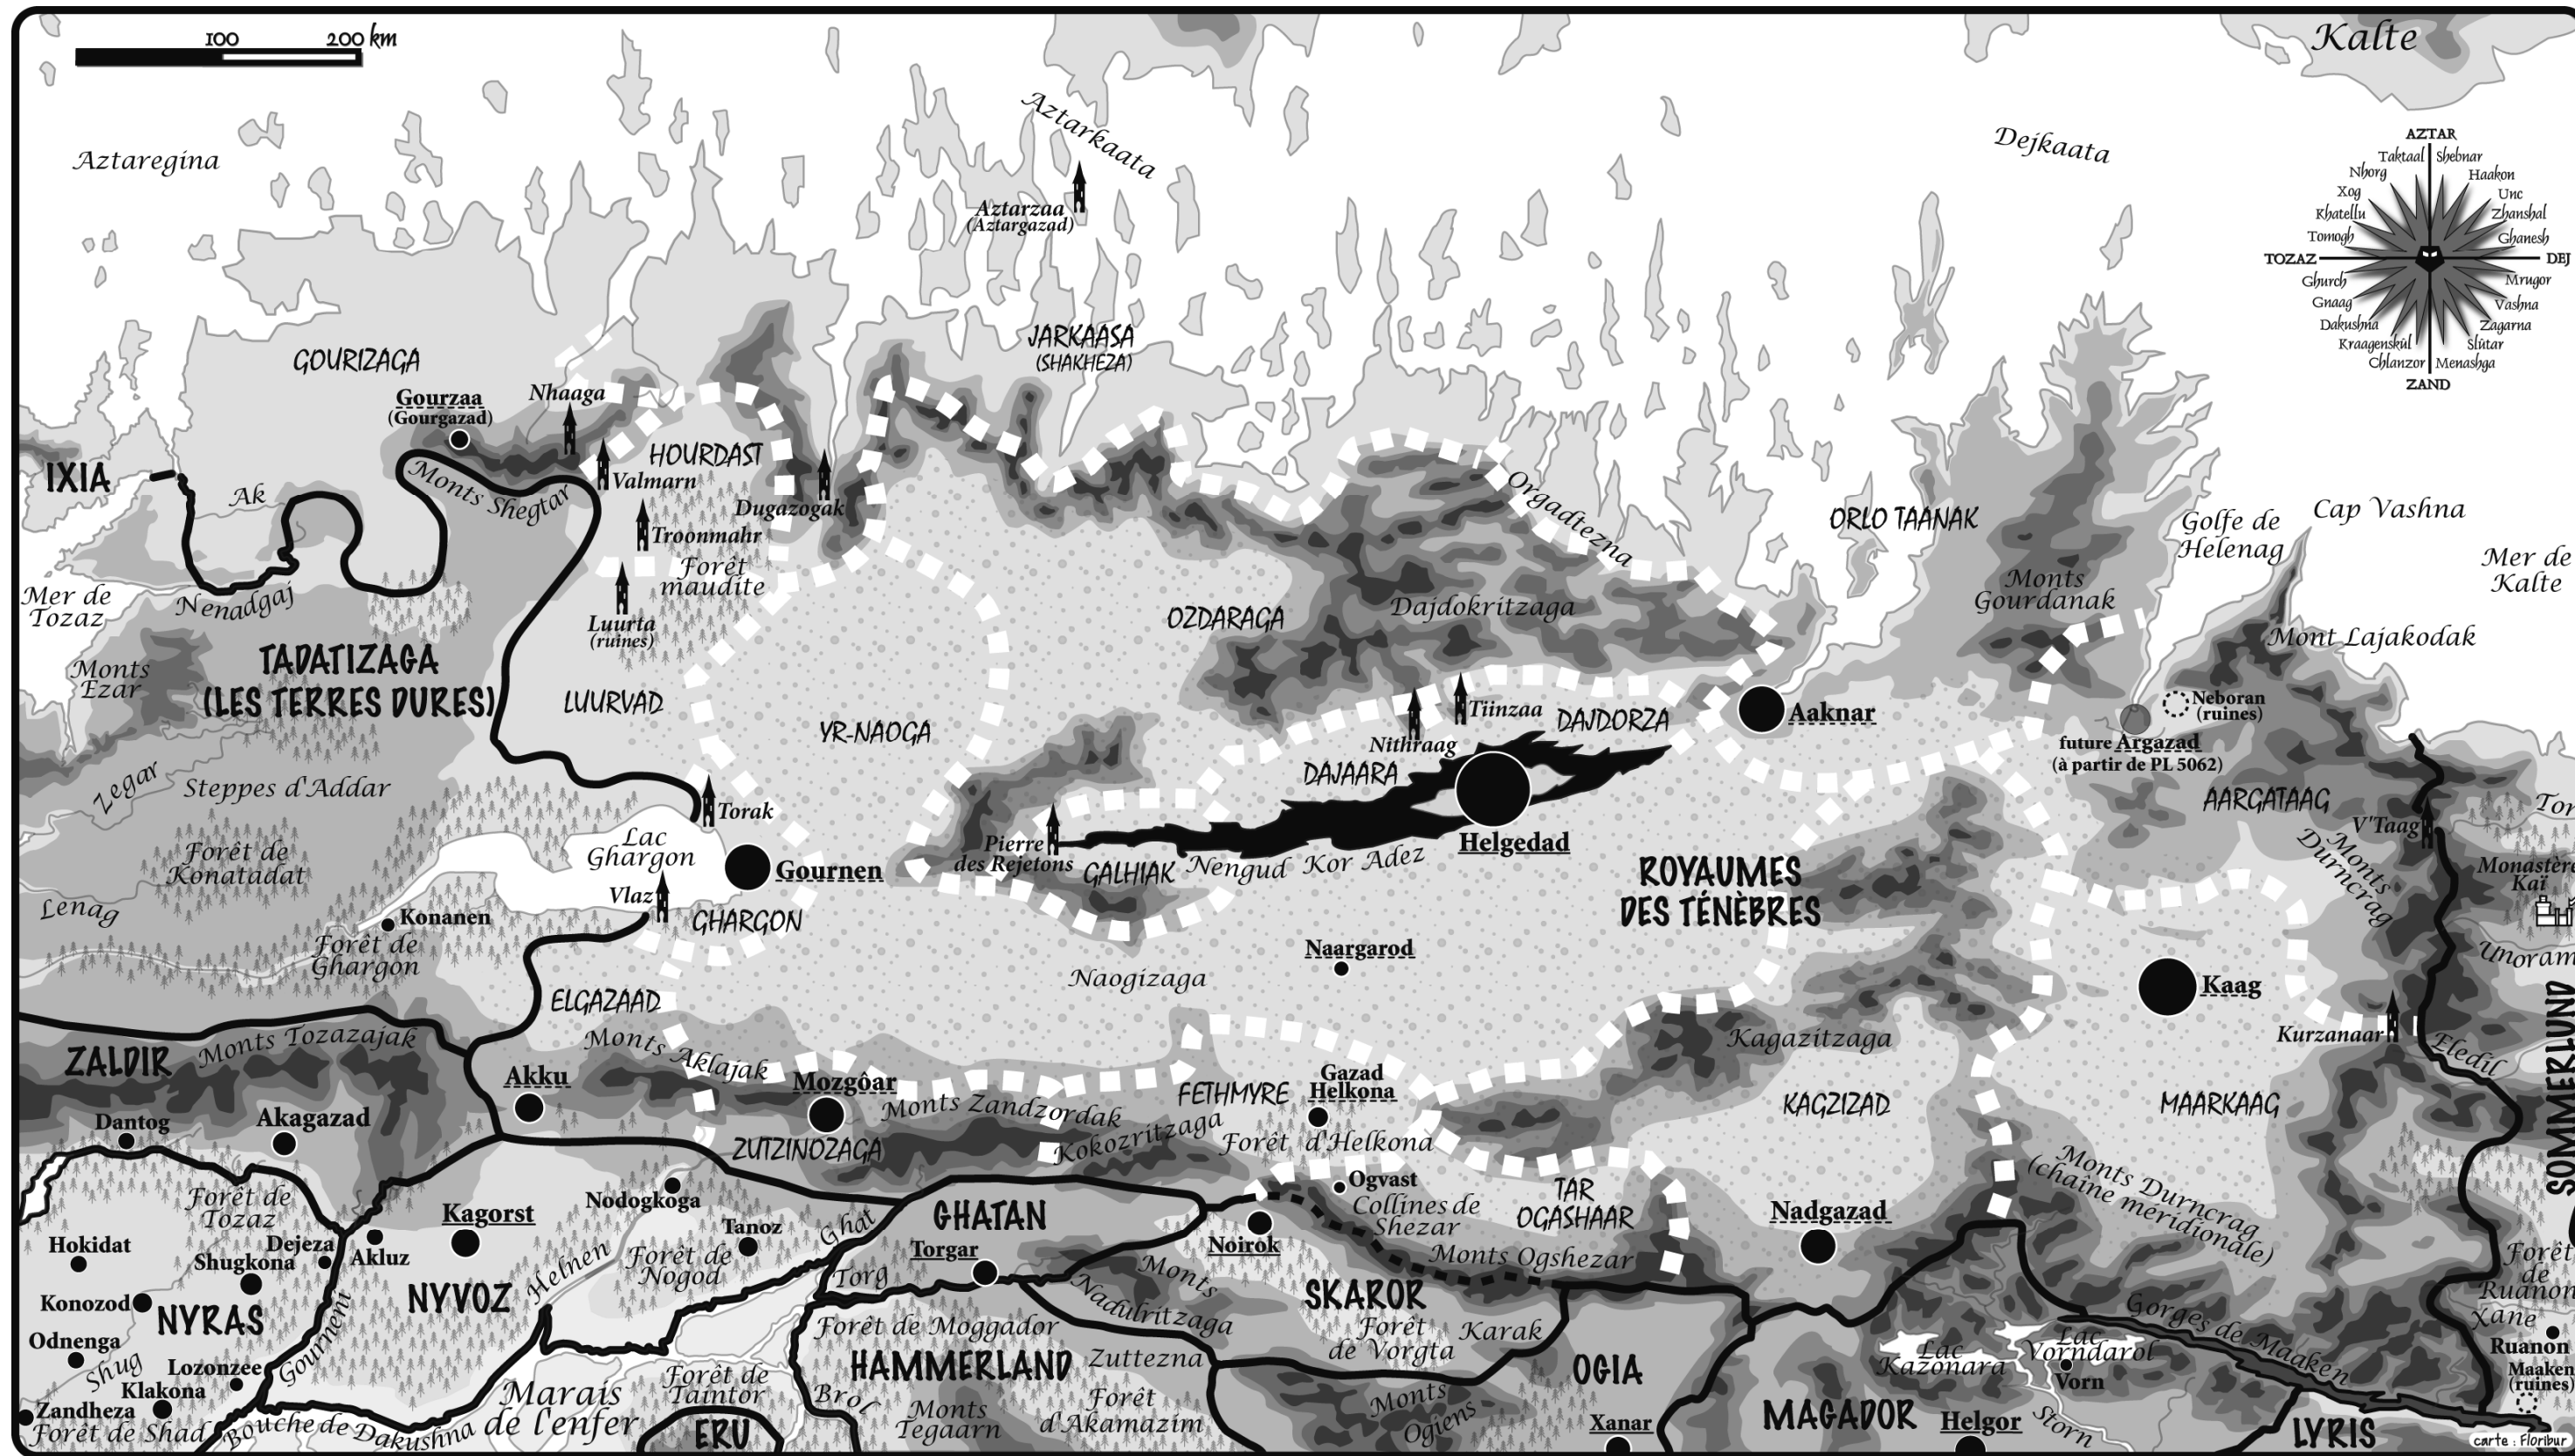 100
200 km
Kalte
Aztaregina
Aztarkaata
Dejkaata
AZTAR
Taktaal
Shebnar
Nhorg
Haakon
Xog
Unc
Khatellu
Zhanshal
Tomogh
Ghanesh
TOZAZ
DEJ
Ghurch
Mrugor
Gnaag
Vashna
Dakushna
Zagarna
Kraagenskûl
Slûtar
Chlanzor
Menashga
ZAND
Aztarzaa
(Aztargazad)
JARKAASA
(SHAKHEZA)
GOURIZAGA
Gourzaa
(Gourgazad)
Nhaaga
HOURDAST
Valmarn
IXIA
Ak
Monts Shegtar
Dugazogak
Troonmahr
Forêt
maudite
Orgadtezna
ORLO TAANAK
Golfe de
Helenag
Cap Vashna
Mer de
Kalte
Mer de
Tozaz
Nenadgaj
Luurta
(ruines)
OZDARAGA
Dajdokritzaga
Monts
Gourdanak
Mont Lajakodak
Monts
Ezar
TADATIZAGA
(LES TERRES DURES)
LUURVAD
YR-NAOGA
Tiinzaa
Nithraag
DAJDORZA
Aaknar
Neboran
(ruines)
future Argazad
(à partir de PL 5062)
Zegar
Steppes d'Addar
DAJAARA
AARGATAAG
Torak
Lac
Ghargon
V'Taag
Tor
Forêt de
Konatadat
Gournen
Pierre
des Rejetons
GALHIAK
Nengud Kor Adez
Helgedad
ROYAUMES
DES TÉNÈBRES
Monts
Durncrag
Monastère
Kaï
Vlaz
Lenag
Konanen
GHARGON
Forêt de
Ghargon
Naargarod
Naogizaga
Unoram
Kaag
ELGAZAAD
Kurzanaar
Eledil
SOMMERLUND
ZALDIR
Monts Tozazajak
Monts Aklajak
Kagazitzaga
Akku
Mozgôar
Monts Zandzordak
Kokozritzaga
FETHMYRE
Gazad
Helkona
KAGZIZAD
MAARKAAG
Dantog
Akagazad
ZUTZINOZAGA
Forêt d'Helkona
Monts Durncrag
(chaîne méridionale)
Forêt de
Tozaz
Nodogkoga
Ogvast
Collines de
Shezar
TAR
OGASHAAR
Kagorst
Tanoz
Ghat
GHATAN
Nadgazad
Hokidat
Dejeza
Akluz
Shugkona
Helnen
Forêt de
Nogod
Torgar
Noirok
Monts Ogshezar
Forêt
de
Ruanon
Torg
Monts
Nadulritzaga
SKAROR
Konozod
NYRAS
NYVOZ
Gourneni
Forêt de Moggador
Forêt
de Vorgta
Karak
Gorges de Maaken
Xane
Ruanon
Odnenga
Shug
Lozonzee
HAMMERLAND
Zuttezna
OGIA
Lac
Kazonara
Lac
Vorndarol
Vorn
Maaken
(ruines)
Klakona
Marais
de l'enfer
Forêt de
Taintor
Brol
Monts
Tegaarn
Forêt
d'Akamazim
Monts
Ogiens
Zandheza
Forêt de Shad
Bouche de Dakushna
ERU
Xanar
MAGADOR
Helgor
Storn
LYRIS
carte : Floribur